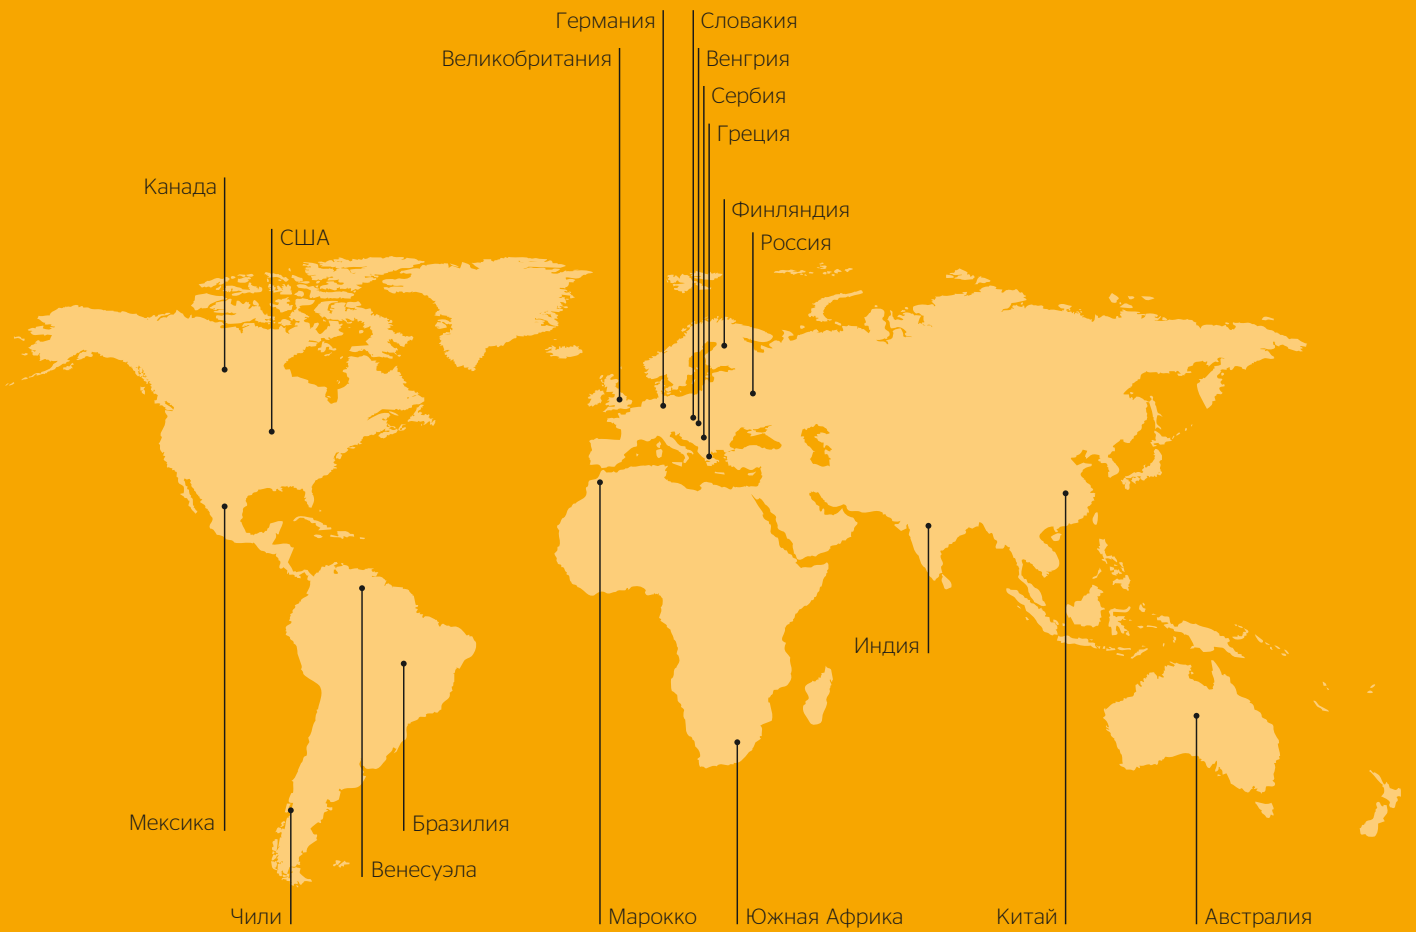 Германия
Словакия
Великобритания
Венгрия
Сербия
Греция
Канада
Финляндия
США
Россия
Индия
Мексика
Бразилия
Венесуэла
Чили
Марокко
Южная Африка
Китай
Австралия